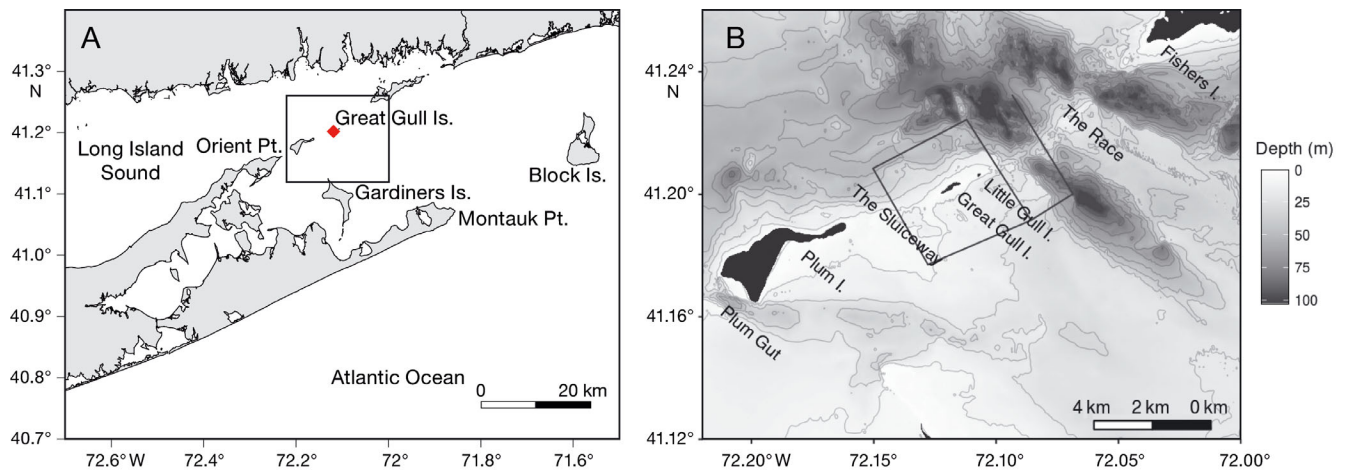 A
41.3°
N
41.2°
41.1°
41.0°
40.9°
40.8°
40.7°
Great Gull Is.
Orient Pt.
Long Island
Sound
Block Is.
Gardiners Is.
Montauk Pt.
Atlantic Ocean
0 20 km
72.6°W 72.4° 72.2° 72.0° 71.8° 71.6°
B
41.24°
N
41.20°
41.16°
41.12°
Fishers I.
The Race
Little Gull I.
Great Gull I.
The Sluiceway
Plum I.
Plum Gut
4 km 2 km 0 km
72.20°W 72.15° 72.10° 72.05° 72.00°
Depth (m)
0
25
50
75
100